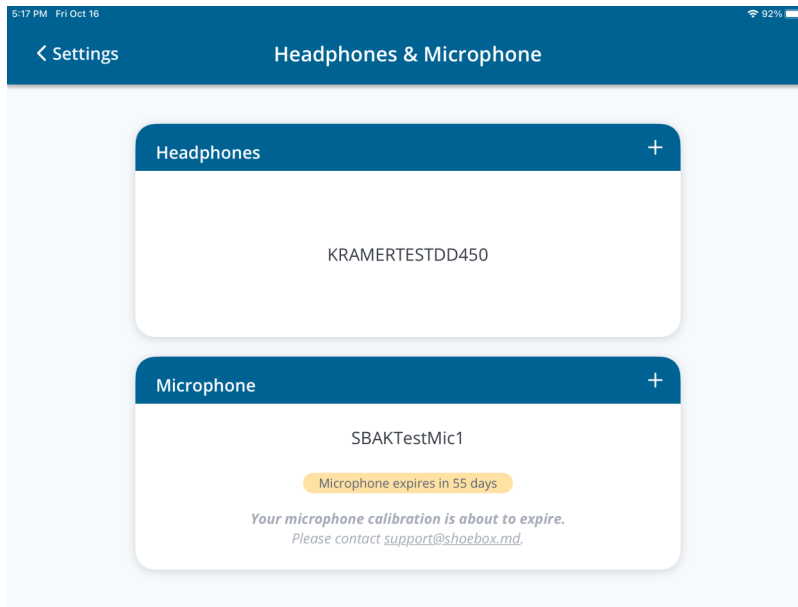 5:17 PM Fri Oct 16 92%
Settings Headphones & Microphone
Headphones
KRAMERTESTDD450
Microphone
SBAKTestMic1
Microphone expires in 55 days
Your microphone calibration is about to expire.
Please contact support@shoebox.md.